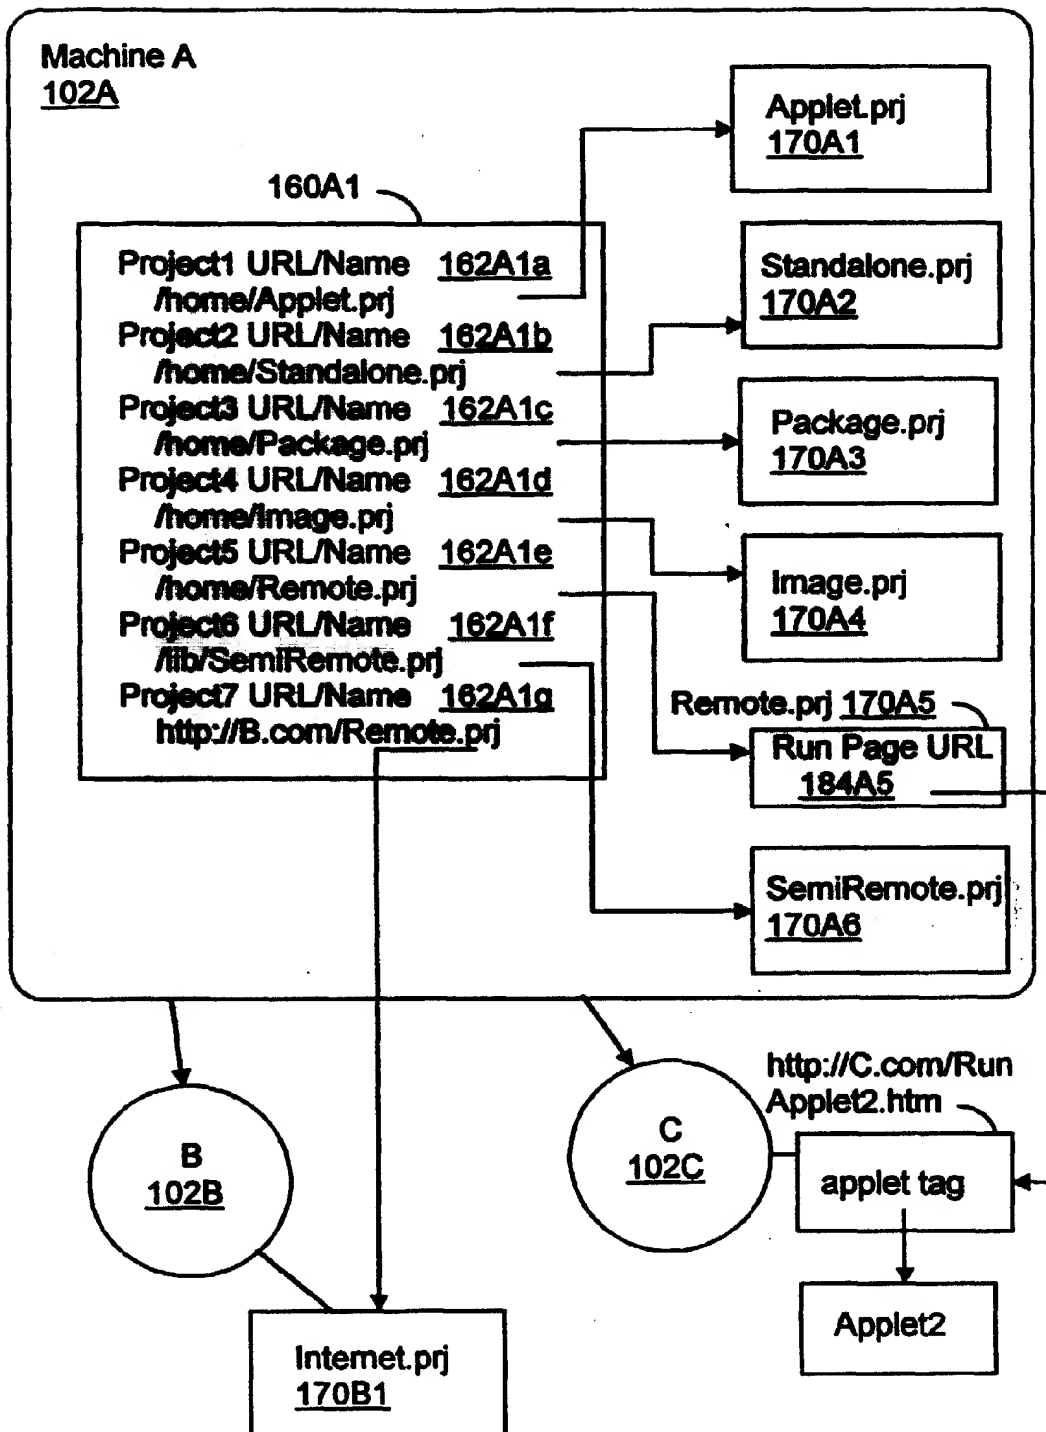 Machine A
102A
160A1
Project1 URL/Name 162A1a
/home/Applet.prj
Project2 URL/Name 162A1b
/home/Standalone.prj
Project3 URL/Name 162A1c
/home/Package.prj
Project4 URL/Name 162A1d
/home/Image.prj
Project5 URL/Name 162A1e
/home/Remote.prj
Project6 URL/Name 162A1f
/lib/SemiRemote.prj
Project7 URL/Name 162A1g
http://B.com/Remote.prj
Applet.prj
170A1
Standalone.prj
170A2
Package.prj
170A3
Image.prj
170A4
Remote.prj 170A5
Run Page URL
184A5
SemiRemote.prj
170A6
B
102B
Internet.prj
170B1
C
102C
http://C.com/Run
Applet2.htm
applet tag
Applet2